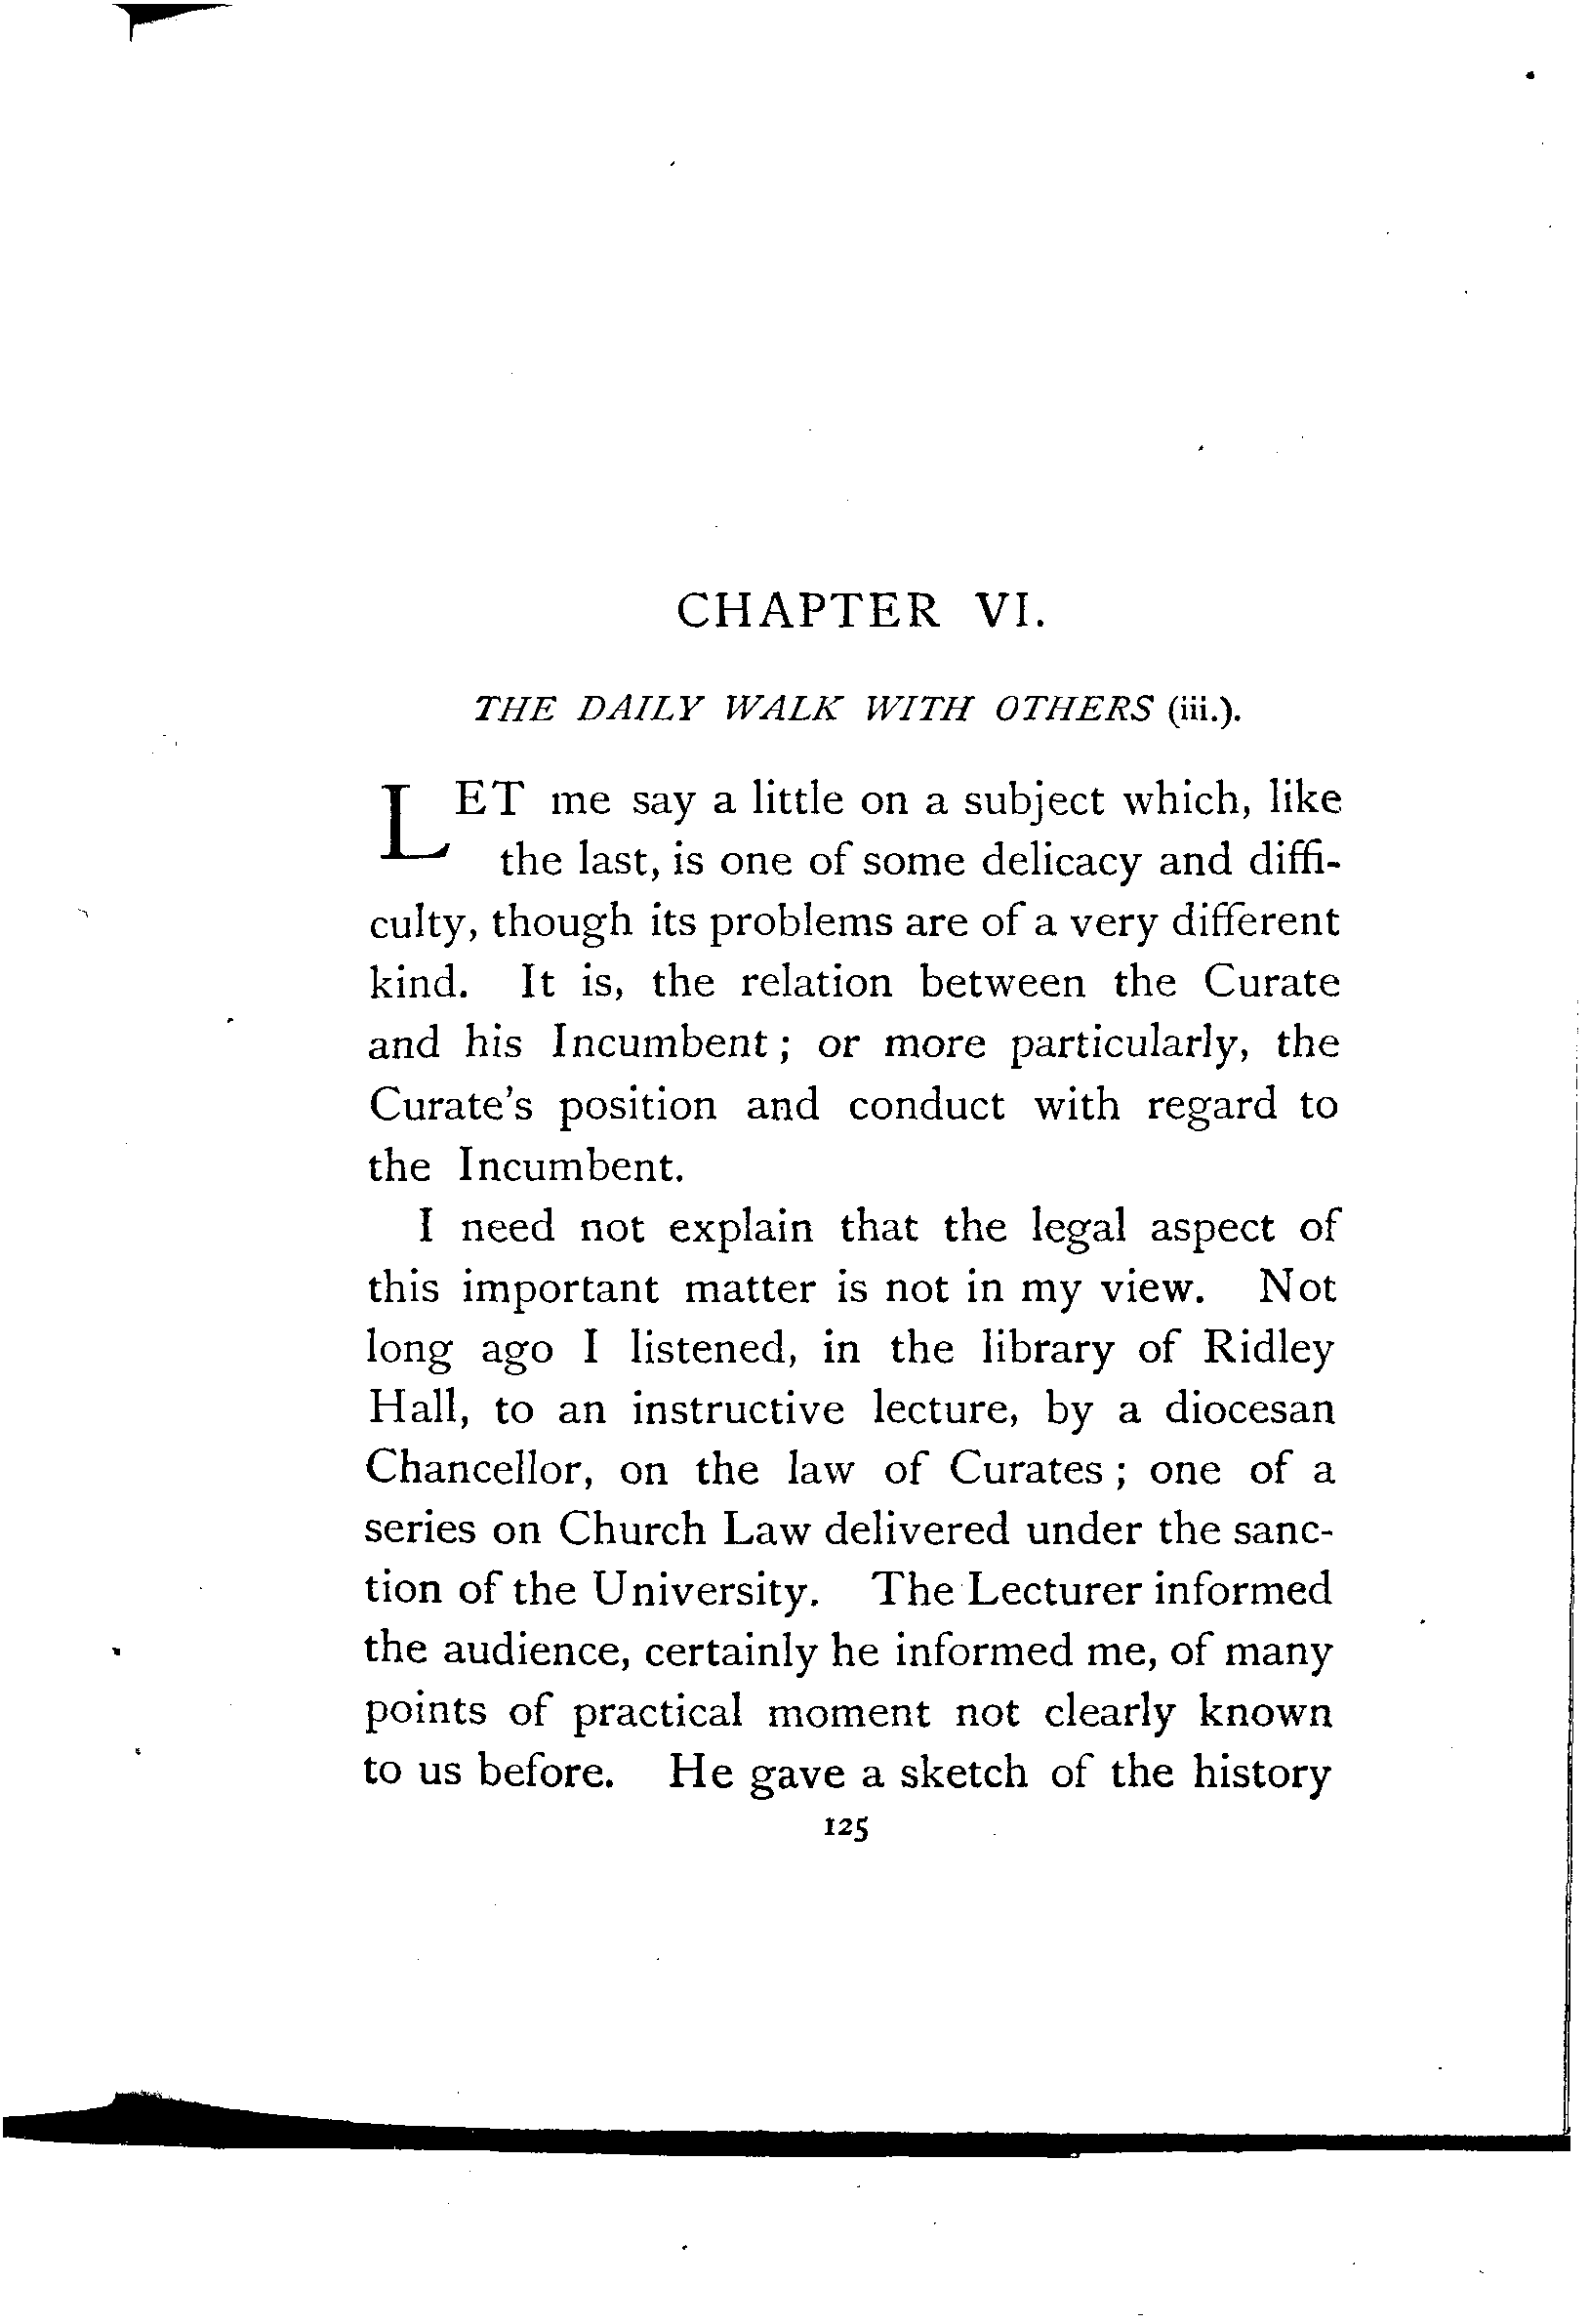 CHAPTER VI.
THE DAILY WALK WITH OTHERS (iii.).
LET me say a little on a subject which, like
the last, is one of some delicacy and diffi-
culty, though its problems are of a very different
kind. It is, the relation between the Curate
and his Incumbent; or more particularly, the
Curate's position and conduct with regard to
the Incumbent.
I need not explain that the legal aspect of
this important matter is not in my view. Not
long ago I listened, in the library of Ridley
Hall, to an instructive lecture, by a diocesan
Chancellor, on the law of Curates; one of a
series on Church Law delivered under the sanc-
tion of the University. The Lecturer informed
the audience, certainly he informed me, of many
points of practical moment not clearly known
to us before. He gave a sketch of the history
125